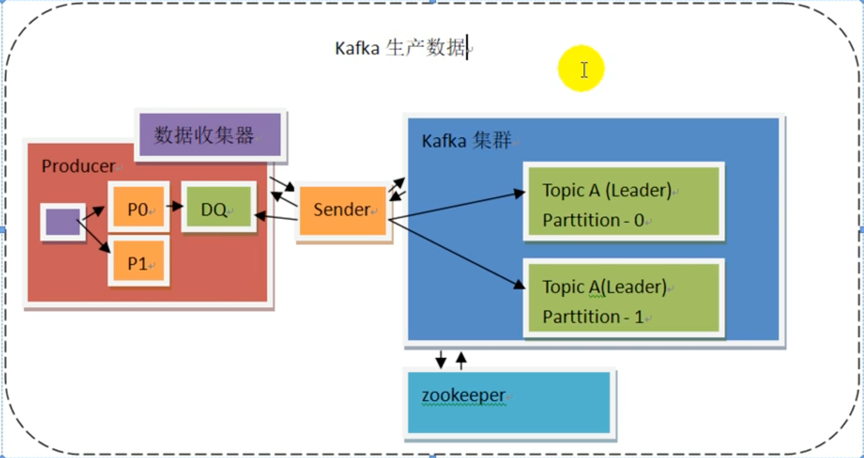 Kafka 生产数据
数据收集器
Producer
P0
DQ
P1
Sender
Kafka 集群
Topic A (Leader)
Parttition - 0
Topic A(Leader)
Parttition - 1
zookeeper